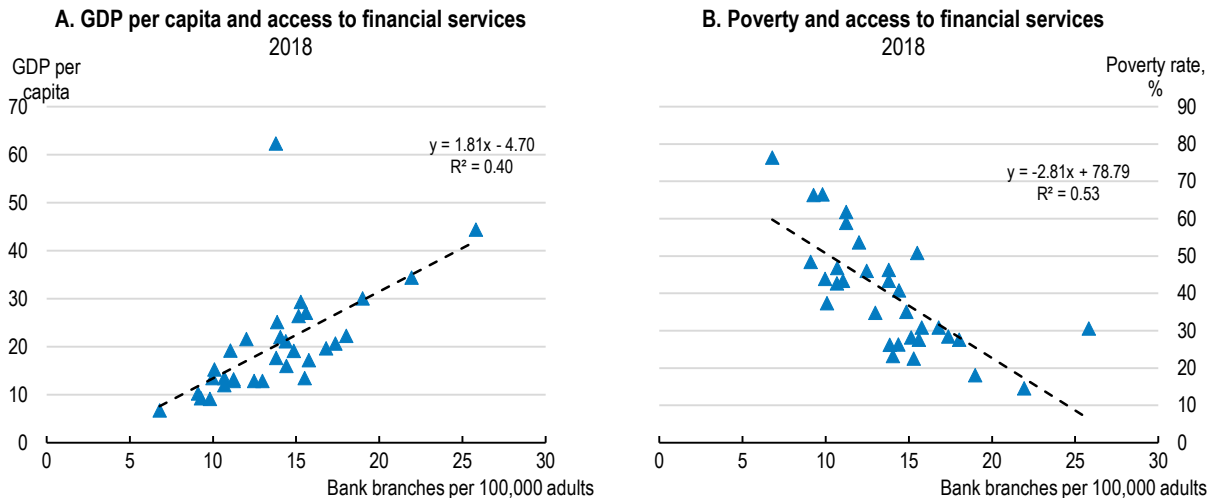 A. GDP per capita and access to financial services
2018
GDP per
capita
70
60
50
40
30
20
10
0
y = 1.81x - 4.70
R² = 0.40
0 5 10 15 20 25 30
Bank branches per 100,000 adults
B. Poverty and access to financial services
2018
Poverty rate,
%
90
80
70
60
50
40
30
20
10
0
y = -2.81x + 78.79
R² = 0.53
0 5 10 15 20 25 30
Bank branches per 100,000 adults